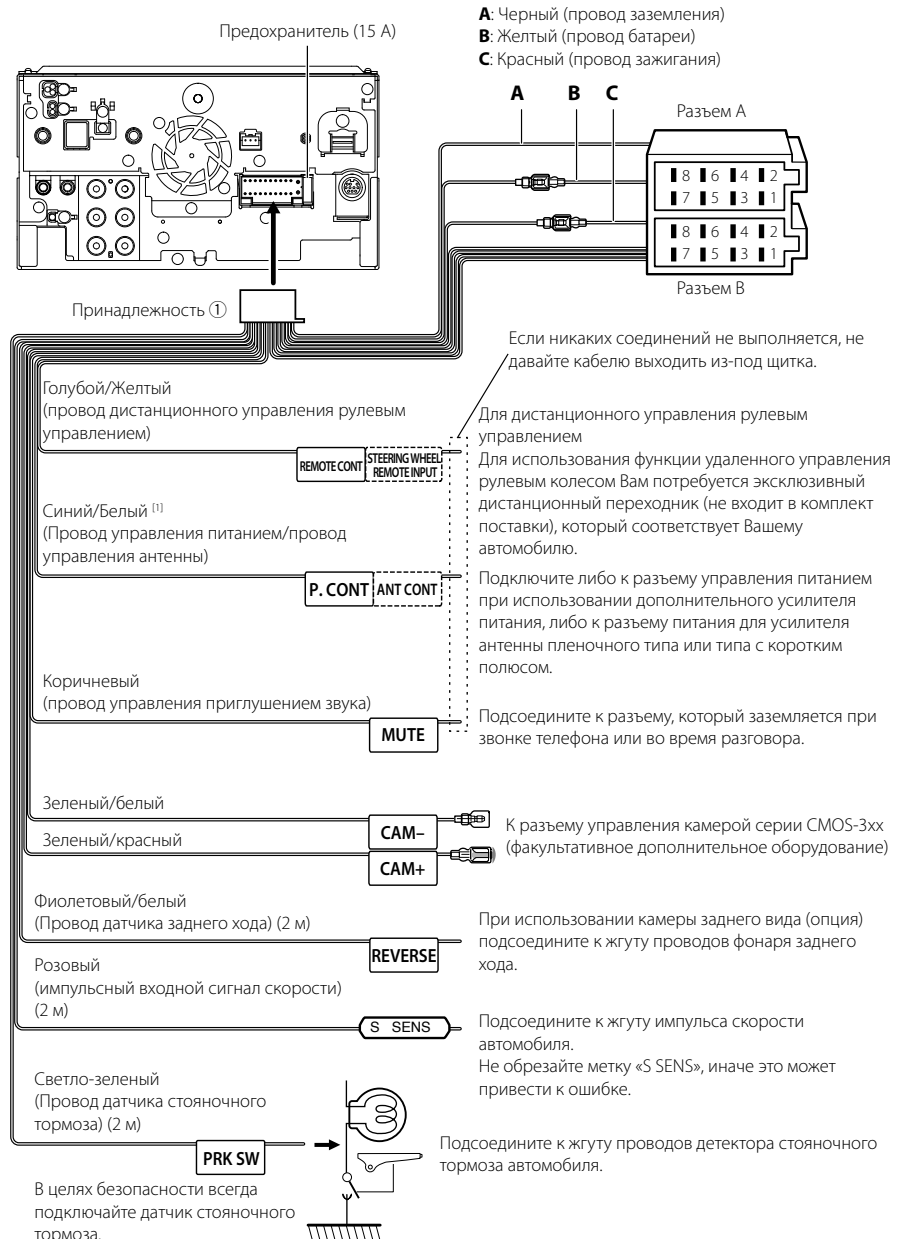 A: Черный (провод заземления)
B: Желтый (провод батареи)
C: Красный (провод зажигания)
Предохранитель (15 A)
A B C
Разъем A
8 6 4 2
7 5 3 1
8 6 4 2
7 5 3 1
Разъем B
Принадлежность ①
Если никаких соединений не выполняется, не
давайте кабелю выходить из-под щитка.
Голубой/Желтый
(провод дистанционного управления рулевым
управлением)
REMOTE CONT
STEERING WHEEL
REMOTE INPUT
Для дистанционного управления рулевым
управлением
Для использования функции удаленного управления
рулевым колесом Вам потребуется эксклюзивный
дистанционный переходник (не входит в комплект
поставки), который соответствует Вашему
автомобилю.
Синий/Белый [1]
(Провод управления питанием/провод
управления антенны)
P. CONT ANT CONT
Подключите либо к разъему управления питанием
при использовании дополнительного усилителя
питания, либо к разъему питания для усилителя
антенны пленочного типа или типа с коротким
полюсом.
Коричневый
(провод управления приглушением звука)
MUTE
Подсоедините к разъему, который заземляется при
звонке телефона или во время разговора.
Зеленый/белый
CAM–
Зеленый/красный
CAM+
К разъему управления камерой серии CMOS-3xx
(факультативное дополнительное оборудование)
Фиолетовый/белый
(Провод датчика заднего хода) (2 м)
REVERSE
При использовании камеры заднего вида (опция)
подсоедините к жгуту проводов фонаря заднего
хода.
Розовый
(импульсный входной сигнал скорости)
(2 м)
S SENS
Подсоедините к жгуту импульса скорости
автомобиля.
Не обрезайте метку «S SENS», иначе это может
привести к ошибке.
Светло-зеленый
(Провод датчика стояночного
тормоза) (2 м)
PRK SW
Подсоедините к жгуту проводов детектора стояночного
тормоза автомобиля.
В целях безопасности всегда
подключайте датчик стояночного
тормоза.